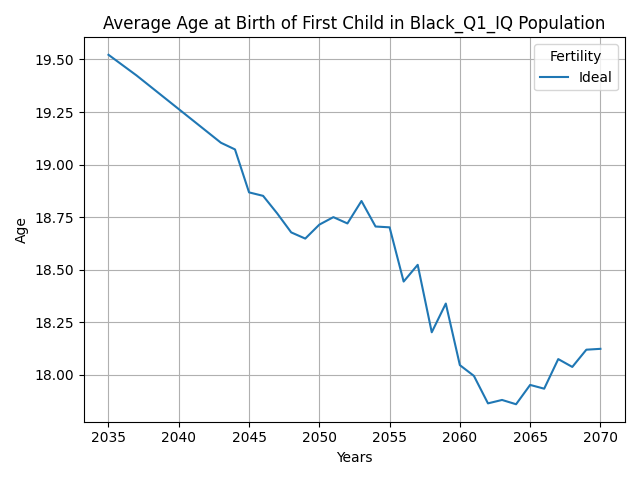 Average Age at Birth of First Child in Black_Q1_IQ Population
Fertility
Ideal
19.50
19.25
19.00
18.75
18.50
18.25
18.00
Age
2035 2040 2045 2050 2055 2060 2065 2070
Years